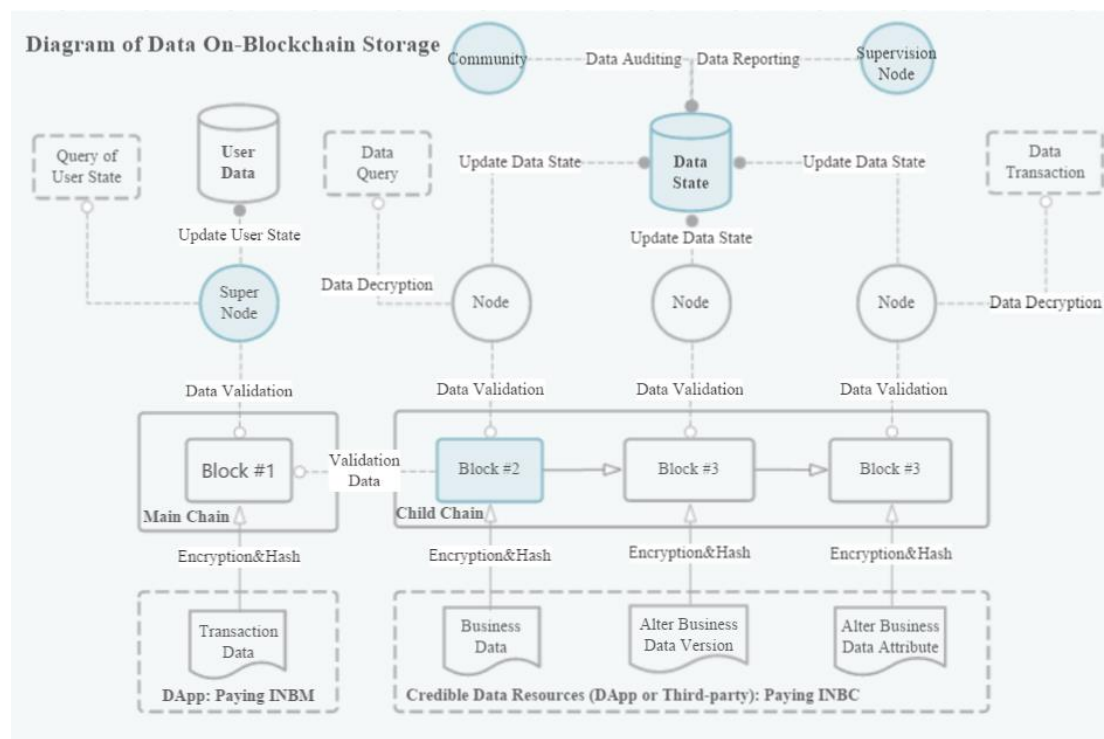 Diagram of Data On-Blockchain Storage
Community
Data Auditing
Data Reporting
Supervision
Node
Query of
User State
User
Data
Data
Query
Update Data State
Data
State
Update Data State
Data
Transaction
Update User State
Update Data State
Super
Node
Data Decryption
Node
Node
Node
Data Decryption
Data Validation
Data Validation
Data Validation
Data Validation
Block #1
Validation
Data
Block #2
Block #3
Block #3
Main Chain
Child Chain
Encryption&Hash
Encryption&Hash
Encryption&Hash
Encryption&Hash
Transaction
Data
Business
Data
Alter Business
Data Version
Alter Business
Data Attribute
DApp: Paying INBM
Credible Data Resources (DApp or Third-party): Paying INBC